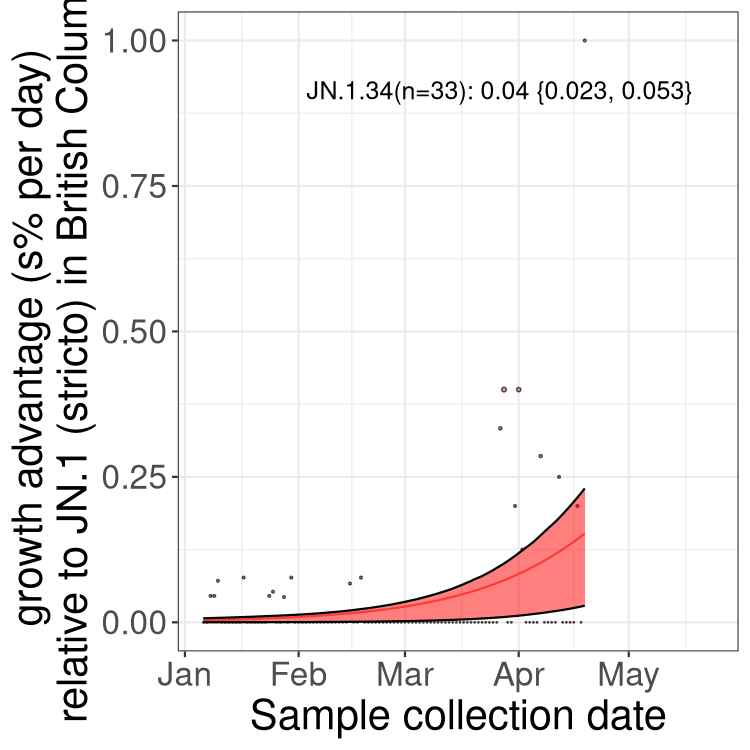 growth advantage (s% per day)
relative to JN.1 (stricto) in British Colum
1.00
0.75
0.50
0.25
0.00
JN.1.34(n=33): 0.04 {0.023, 0.053}
Jan Feb Mar Apr May
Sample collection date